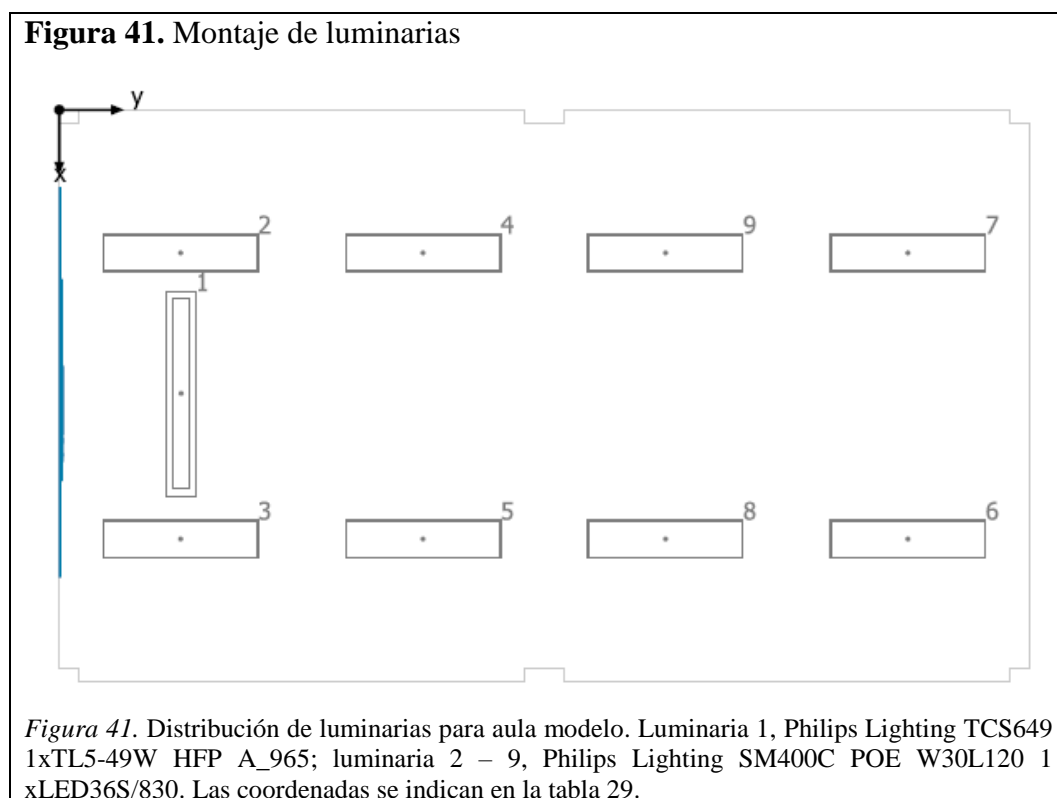 Figura 41. Montaje de luminarias
y
x
2
4
9
7
1
3
5
8
6
Figura 41. Distribución de luminarias para aula modelo. Luminaria 1, Philips Lighting TCS649
1xTL5-49W HFP A_965; luminaria 2 – 9, Philips Lighting SM400C POE W30L120 1
xLED36S/830. Las coordenadas se indican en la tabla 29.